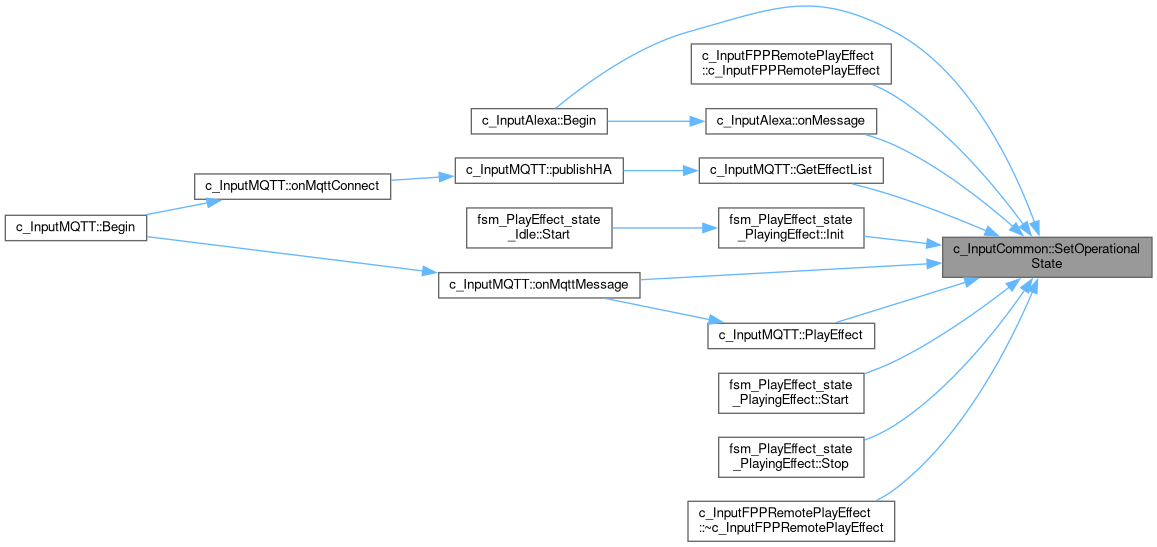 c_InputFPPRemotePlayEffect
::c_InputFPPRemotePlayEffect
c_InputAlexa::Begin
c_InputAlexa::onMessage
c_InputMQTT::publishHA
c_InputMQTT::GetEffectList
c_InputMQTT::onMqttConnect
c_InputMQTT::Begin
fsm_PlayEffect_state
_Idle::Start
fsm_PlayEffect_state
_PlayingEffect::Init
c_InputCommon::SetOperational
State
c_InputMQTT::onMqttMessage
c_InputMQTT::PlayEffect
fsm_PlayEffect_state
_PlayingEffect::Start
fsm_PlayEffect_state
_PlayingEffect::Stop
c_InputFPPRemotePlayEffect
::~c_InputFPPRemotePlayEffect